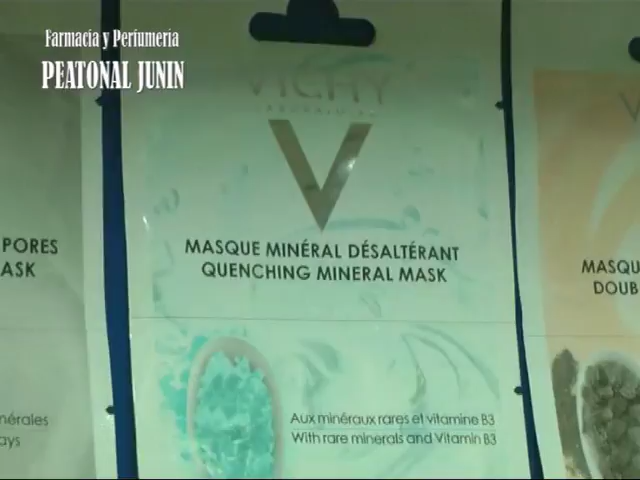 Farmacia y Perfumeria
PEATONAL JUNIN
VICHY
LABORATOIRES
V
MASQUE MINÉRAL DÉSALTÉRANT
QUENCHING MINERAL MASK
Aux minéraux rares et vitamine B3
With rare minerals and Vitamin B3
PORES
ASK
nérales
ays
V
MASQU
DOUB